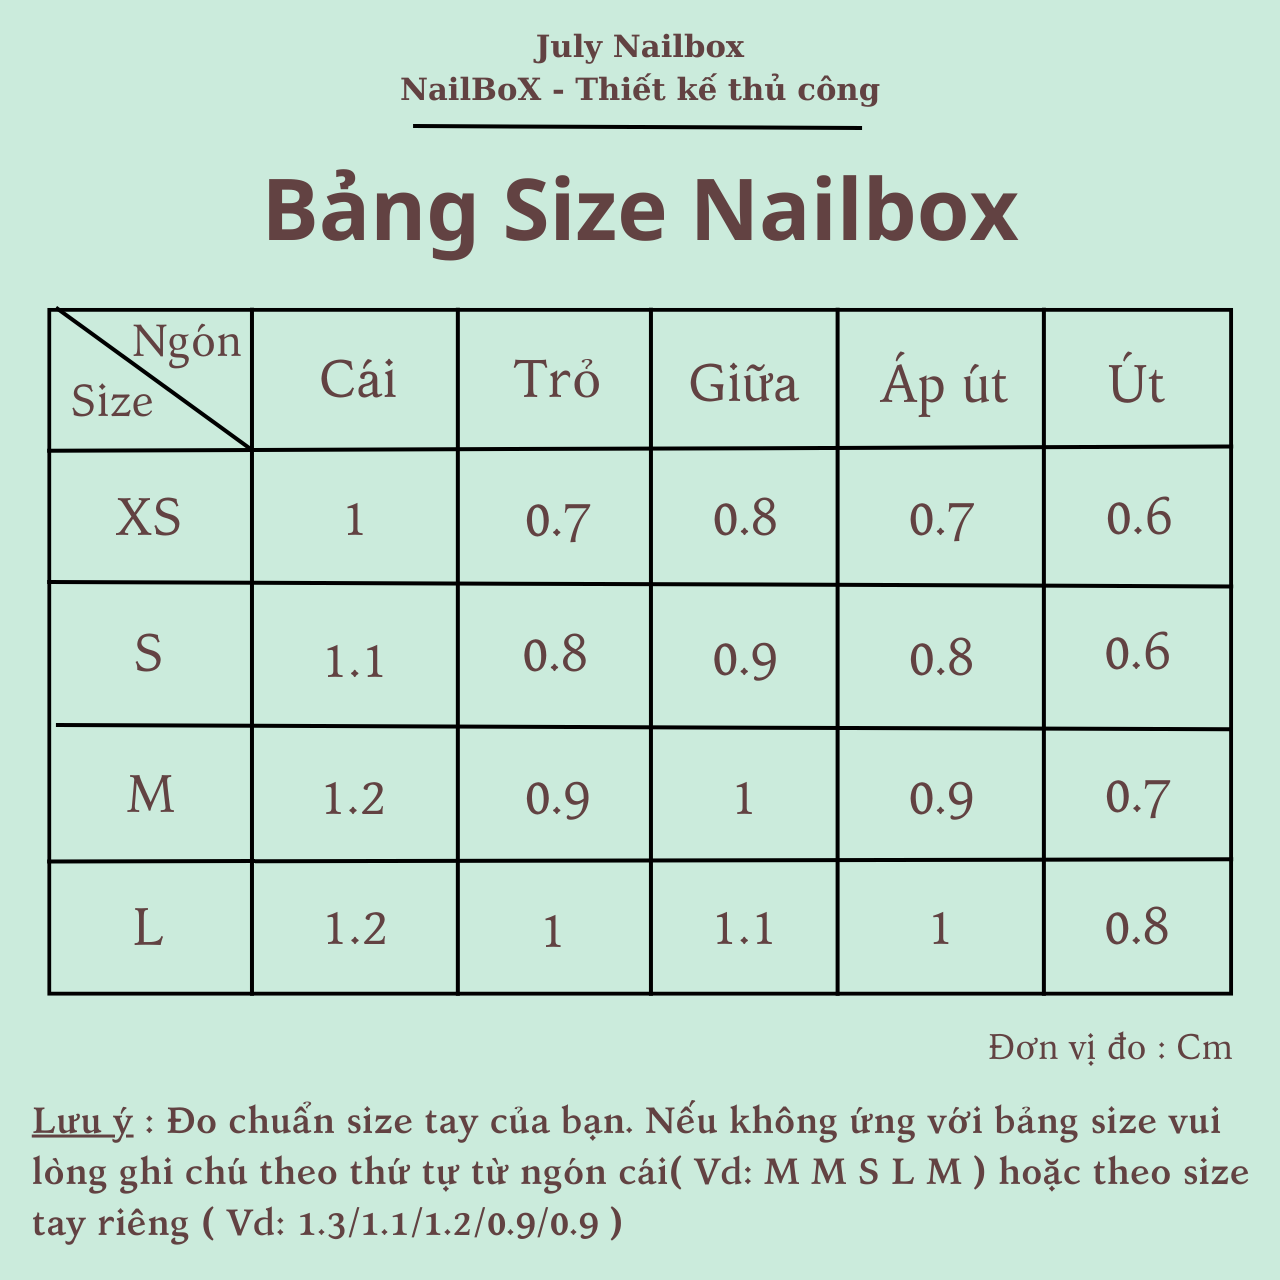 July Nailbox
NailBoX - Thiết kế thủ công
Bảng Size Nailbox
Ngón
Size
Cái Trỏ Giữa Áp út Út
XS 1 0.7 0.8 0.7 0.6
S 1.1 0.8 0.9 0.8 0.6
M 1.2 0.9 1 0.9 0.7
L 1.2 1 1.1 1 0.8
Đơn vị đo : Cm
Lưu ý : Đo chuẩn size tay của bạn. Nếu không ứng với bảng size vui
lòng ghi chú theo thứ tự từ ngón cái( Vd: M M S L M ) hoặc theo size
tay riêng ( Vd: 1.3/1.1/1.2/0.9/0.9 )